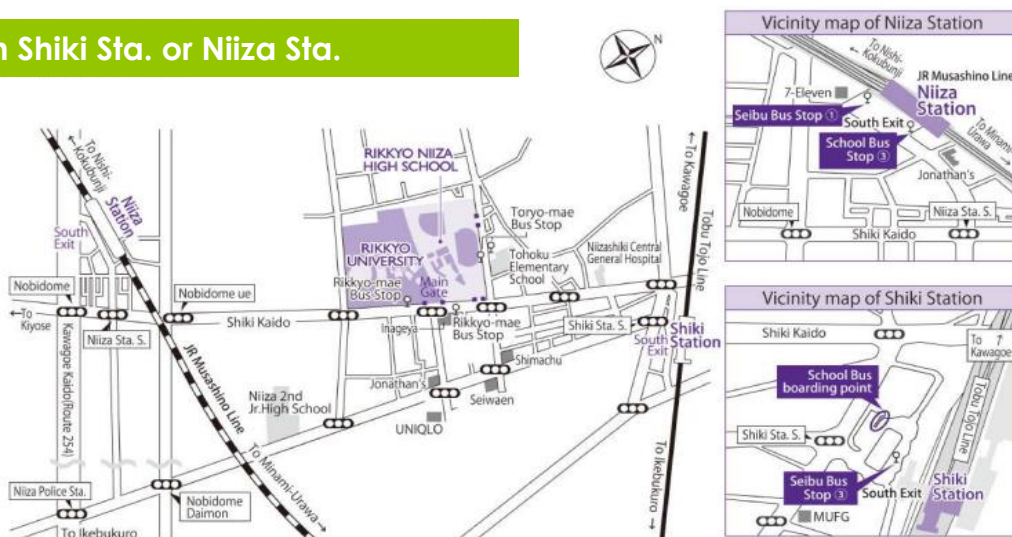 Shiki Sta. or Niiza Sta.
N
RIKKYO NIIZA
HIGH SCHOOL
← To Nishi-
Kokubunji
Niiza
Station
South
Exit
RIKKYO
UNIVERSITY
Toryo-mae
Bus Stop
Tohoku
Elementary
School
Niizashiki Central
General Hospital
← To Kawagoe
Tobu Tojo Line
Nobidome
Nobidome ue
Rikkyo-mae
Bus Stop
Main
Gate
← To
Kiyose
Niiza Sta. S.
Shiki Kaido
Inageya
Rikkyo-mae
Bus Stop
Shiki Sta. S.
South
Exit
Shiki
Station
Kawagoe Kaido(Route 254)
JR Musashino Line
Shimachu
Jonathan's
Seiwaen
Niiza 2nd
Jr.High School
UNIQLO
To Minami-Urawa →
To Ikebukuro →
Niiza Police Sta.
Nobidome
Daimon
To Ikebukuro
Vicinity map of Niiza Station
← To Nishi-
Kokubunji
JR Musashino Line
Niiza
Station
7-Eleven
Seibu Bus Stop ①
South Exit
School Bus
Stop ③
To Minami-
Urawa →
Jonathan's
Nobidome
Niiza Sta. S.
Shiki Kaido
Vicinity map of Shiki Station
Shiki Kaido
To ↑
Kawagoe
School Bus
boarding point
Tobu Tojo Line
Shiki Sta. S.
Seibu Bus
Stop ③
South Exit
Shiki
Station
MUFG